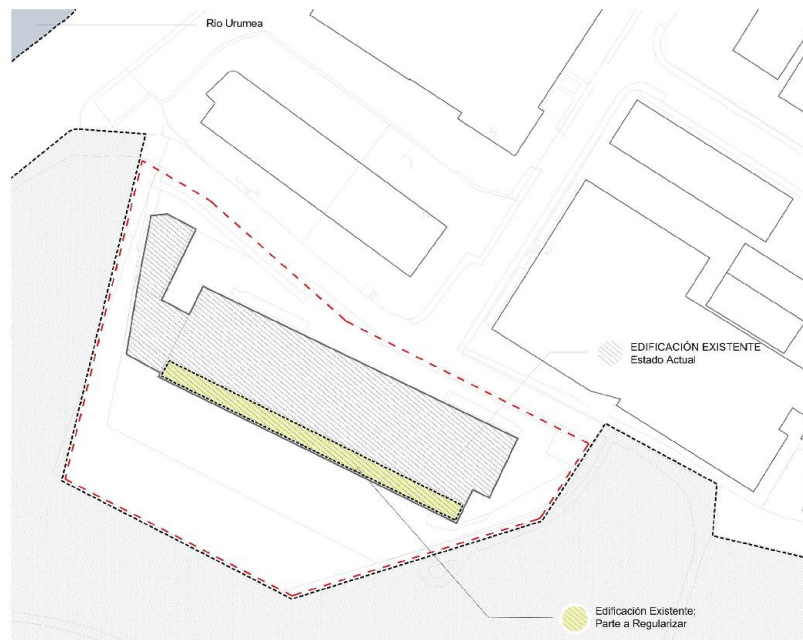 Rio Urumea
EDIFICACIÓN EXISTENTE
Estado Actual
Edificación Existente;
Parte a Regularizar